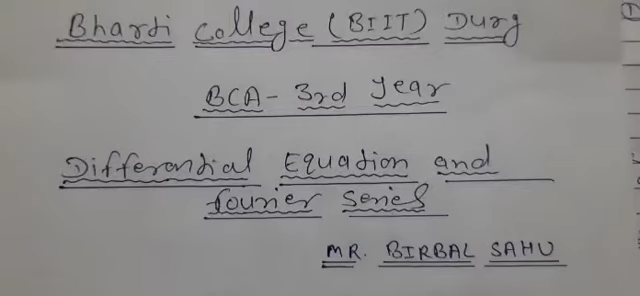 Bharti College (BIIT) Durg
BCA - 3rd Year
Differential Equation and
fourier series
MR. BIRBAL SAHU